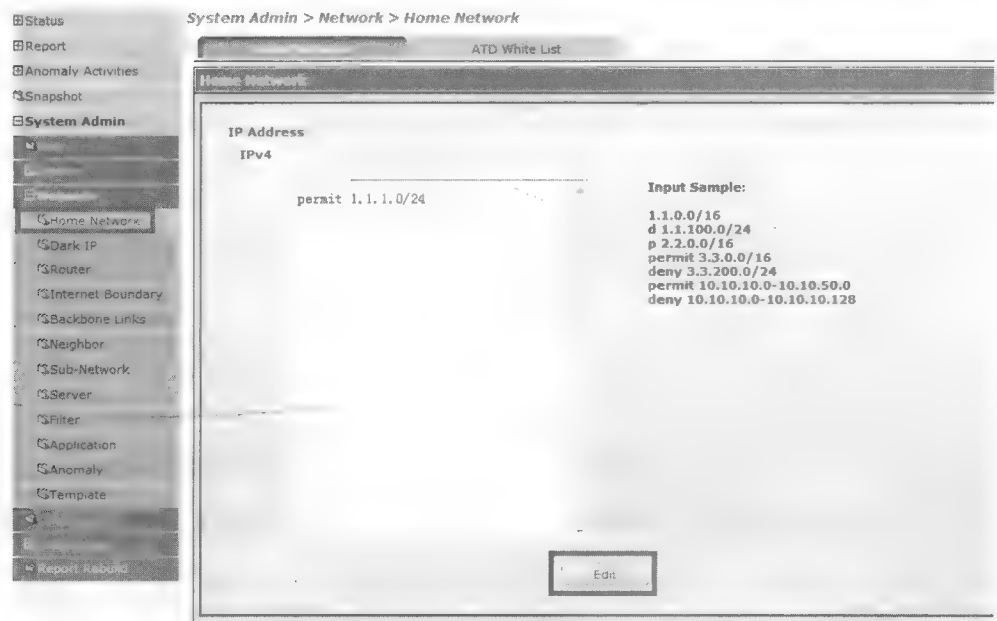 System Admin > Network > Home Network
Status
Report
Anomaly Activities
Snapshot
System Admin
Home Network
Dark IP
Router
Internet Boundary
Backbone Links
Neighbor
Sub-Network
Server
Filter
Application
Anomaly
Template
Report Rebuild
ATD White List
Home Network
IP Address
IPv4
permit 1.1.1.0/24
Input Sample:
1.1.0.0/16
d 1.1.100.0/24
p 2.2.0.0/16
permit 3.3.0.0/16
deny 3.3.200.0/24
permit 10.10.10.0-10.10.50.0
deny 10.10.10.0-10.10.10.128
Edit